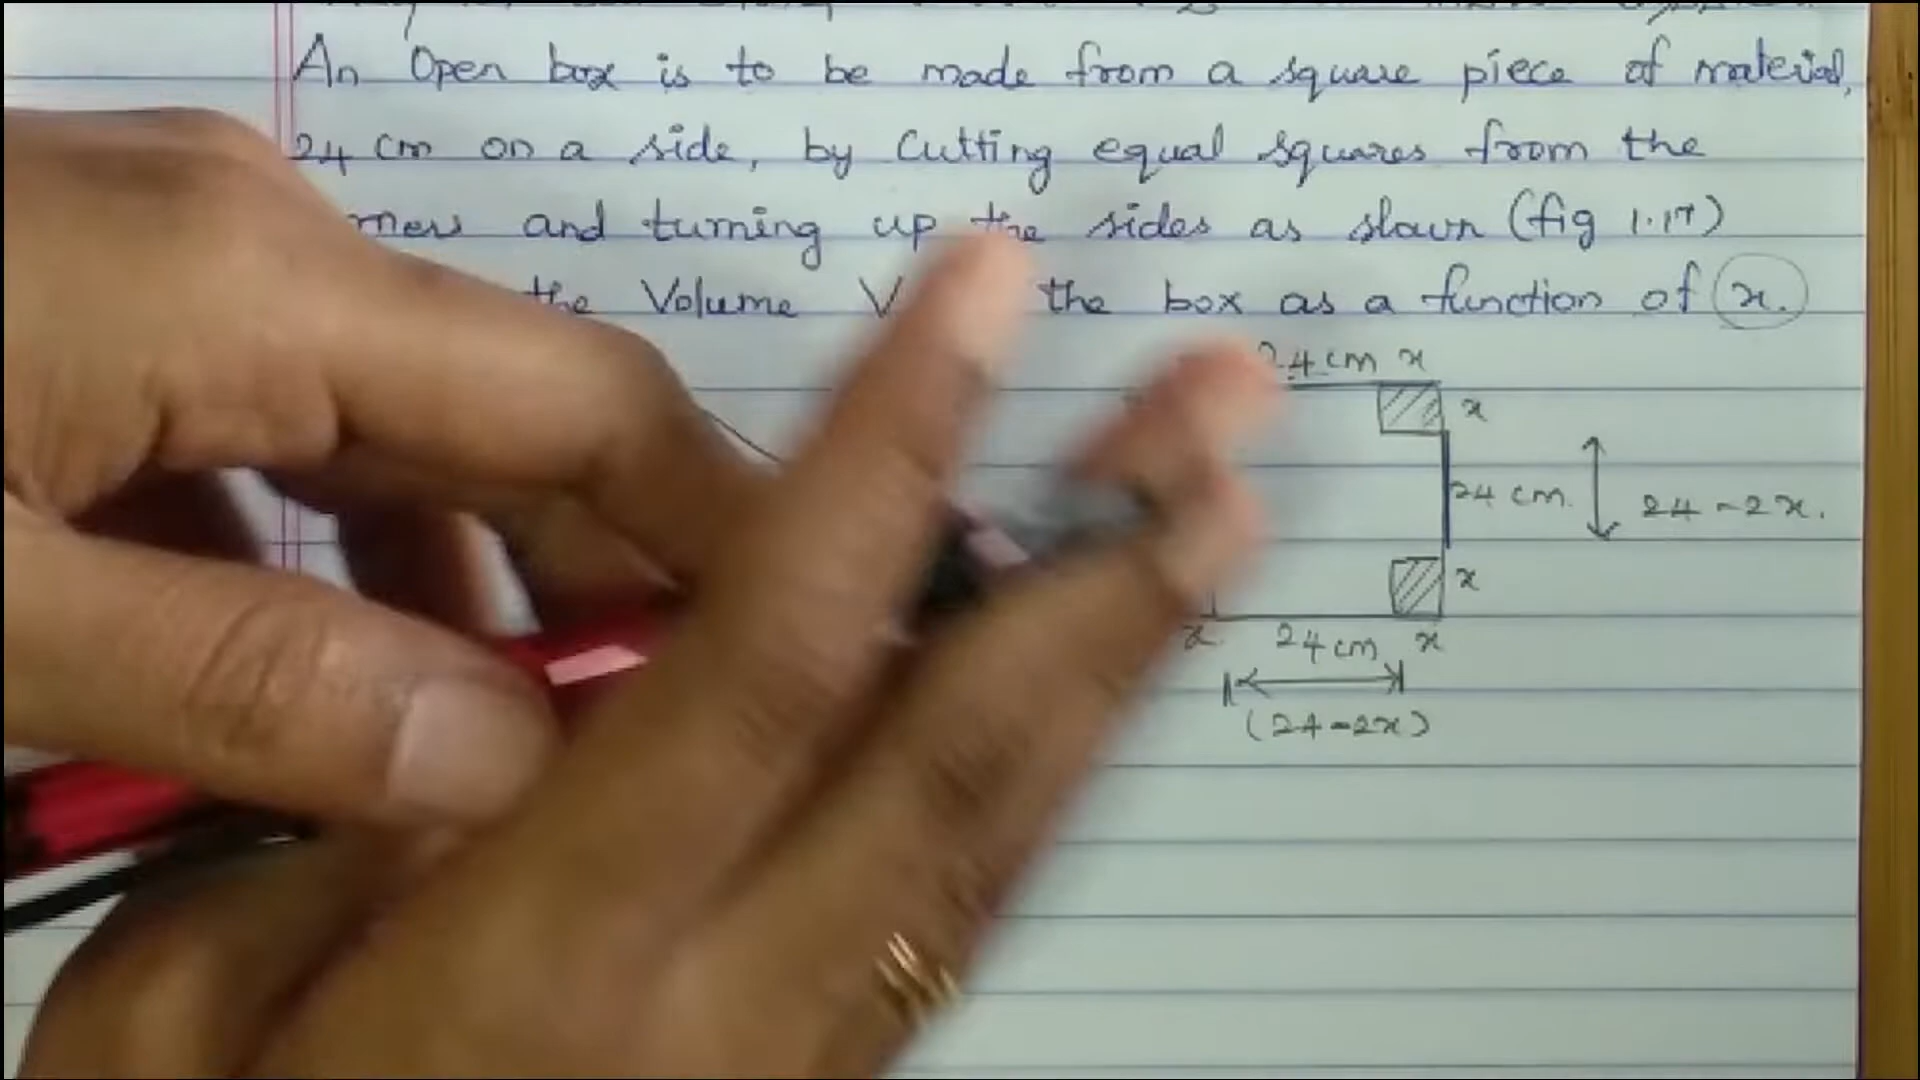 An Open box is to be made from a square piece of material,
24 cm on a side, by Cutting equal squares from the
and turning up the sides as shown (fig 1.17)
the Volume V the box as a function of x.
24 cm x
x
24 cm. 24-2x.
x
x 24 cm x
(24-2x)